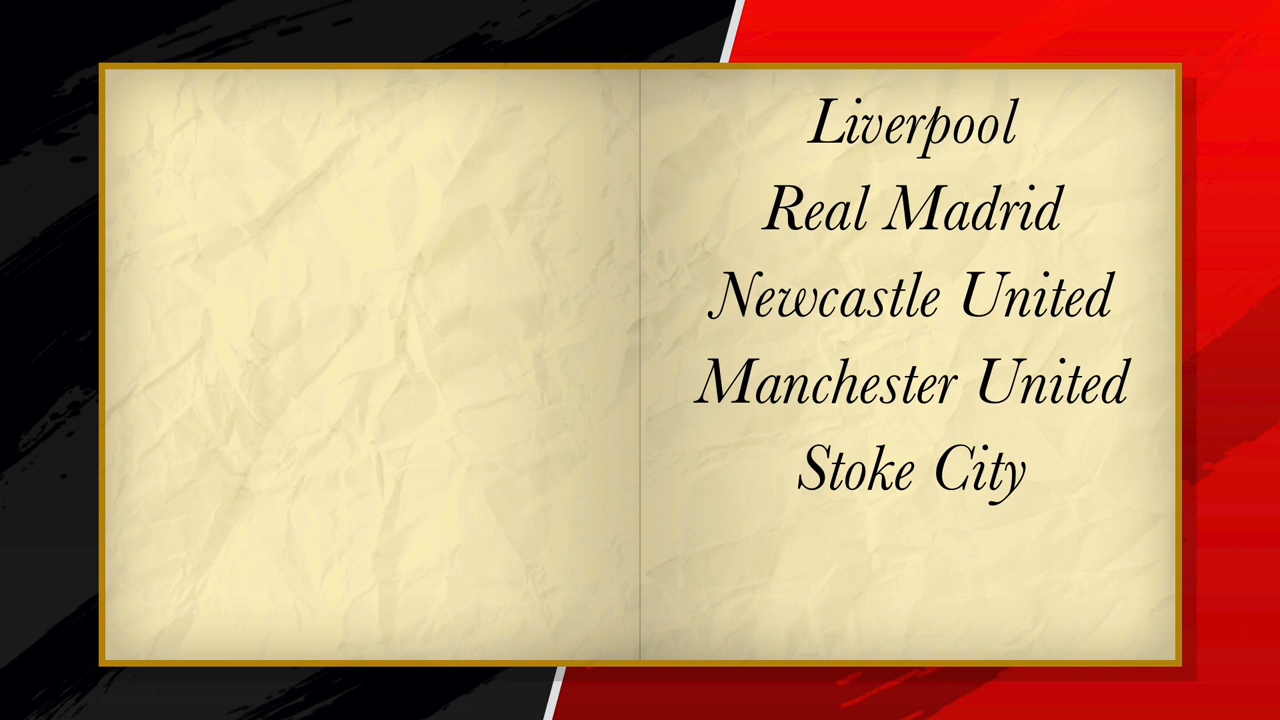 Liverpool
Real Madrid
Newcastle United
Manchester United
Stoke City